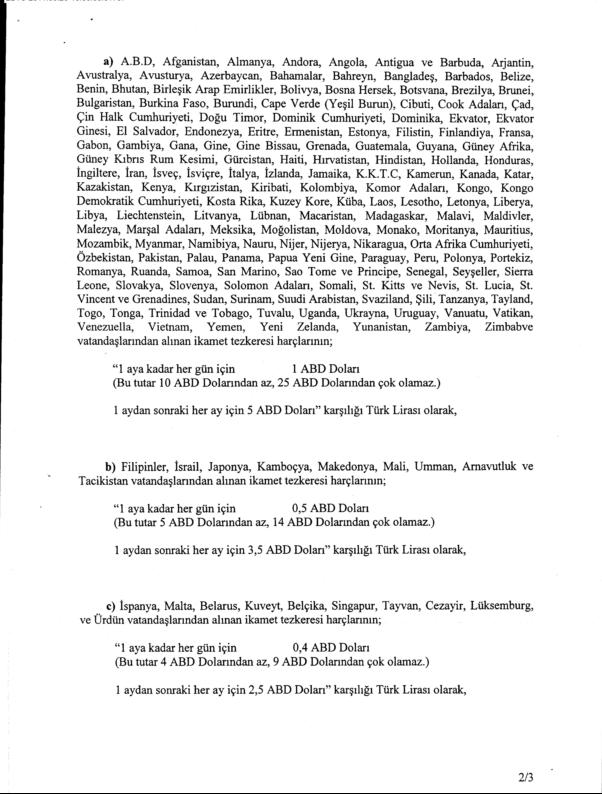 a) A.B.D, Afganistan, Almanya, Andora, Angola, Antigua ve Barbuda, Arjantin,
Avustralya, Avusturya, Azerbaycan, Bahamalar, Bahreyn, Bangladeş, Barbados, Belize,
Benin, Bhutan, Birleşik Arap Emirlikler, Bolivya, Bosna Hersek, Botsvana, Brezilya, Brunei,
Bulgaristan, Burkina Faso, Burundi, Cape Verde (Yeşil Burun), Cibuti, Cook Adaları, Çad,
Çin Halk Cumhuriyeti, Doğu Timor, Dominik Cumhuriyeti, Dominika, Ekvator, Ekvator
Ginesi, El Salvador, Endonezya, Eritre, Ermenistan, Estonya, Filistin, Finlandiya, Fransa,
Gabon, Gambiya, Gana, Gine, Gine Bissau, Grenada, Guatemala, Guyana, Güney Afrika,
Güney Kıbrıs Rum Kesimi, Gürcistan, Haiti, Hırvatistan, Hindistan, Hollanda, Honduras,
İngiltere, İran, İsveç, İsviçre, İtalya, İzlanda, Jamaika, K.K.T.C, Kamerun, Kanada, Katar,
Kazakistan, Kenya, Kırgızistan, Kiribati, Kolombiya, Komor Adaları, Kongo, Kongo
Demokratik Cumhuriyeti, Kosta Rika, Kuzey Kore, Küba, Laos, Lesotho, Letonya, Liberya,
Libya, Liechtenstein, Litvanya, Lübnan, Macaristan, Madagaskar, Malavi, Maldivler,
Malezya, Marşal Adaları, Meksika, Moğolistan, Moldova, Monako, Moritanya, Mauritius,
Mozambik, Myanmar, Namibiya, Nauru, Nijer, Nijerya, Nikaragua, Orta Afrika Cumhuriyeti,
Özbekistan, Pakistan, Palau, Panama, Papua Yeni Gine, Paraguay, Peru, Polonya, Portekiz,
Romanya, Ruanda, Samoa, San Marino, Sao Tome ve Principe, Senegal, Seyşeller, Sierra
Leone, Slovakya, Slovenya, Solomon Adaları, Somali, St. Kitts ve Nevis, St. Lucia, St.
Vincent ve Grenadines, Sudan, Surinam, Suudi Arabistan, Svaziland, Şili, Tanzanya, Tayland,
Togo, Tonga, Trinidad ve Tobago, Tuvalu, Uganda, Ukrayna, Uruguay, Vanuatu, Vatikan,
Venezuella, Vietnam, Yemen, Yeni Zelanda, Yunanistan, Zambiya, Zimbabve
vatandaşlarından alınan ikamet tezkeresi harçlarının;
“1 aya kadar her gün için 1 ABD Doları
(Bu tutar 10 ABD Dolarından az, 25 ABD Dolarından çok olamaz.)
1 aydan sonraki her ay için 5 ABD Doları” karşılığı Türk Lirası olarak,
b) Filipinler, İsrail, Japonya, Kamboçya, Makedonya, Mali, Umman, Arnavutluk ve
Tacikistan vatandaşlarından alınan ikamet tezkeresi harçlarının;
“1 aya kadar her gün için 0,5 ABD Doları
(Bu tutar 5 ABD Dolarından az, 14 ABD Dolarından çok olamaz.)
1 aydan sonraki her ay için 3,5 ABD Doları” karşılığı Türk Lirası olarak,
c) İspanya, Malta, Belarus, Kuveyt, Belçika, Singapur, Tayvan, Cezayir, Lüksemburg,
ve Ürdün vatandaşlarından alınan ikamet tezkeresi harçlarının;
“1 aya kadar her gün için 0,4 ABD Doları
(Bu tutar 4 ABD Dolarından az, 9 ABD Dolarından çok olamaz.)
1 aydan sonraki her ay için 2,5 ABD Doları” karşılığı Türk Lirası olarak,
2/3